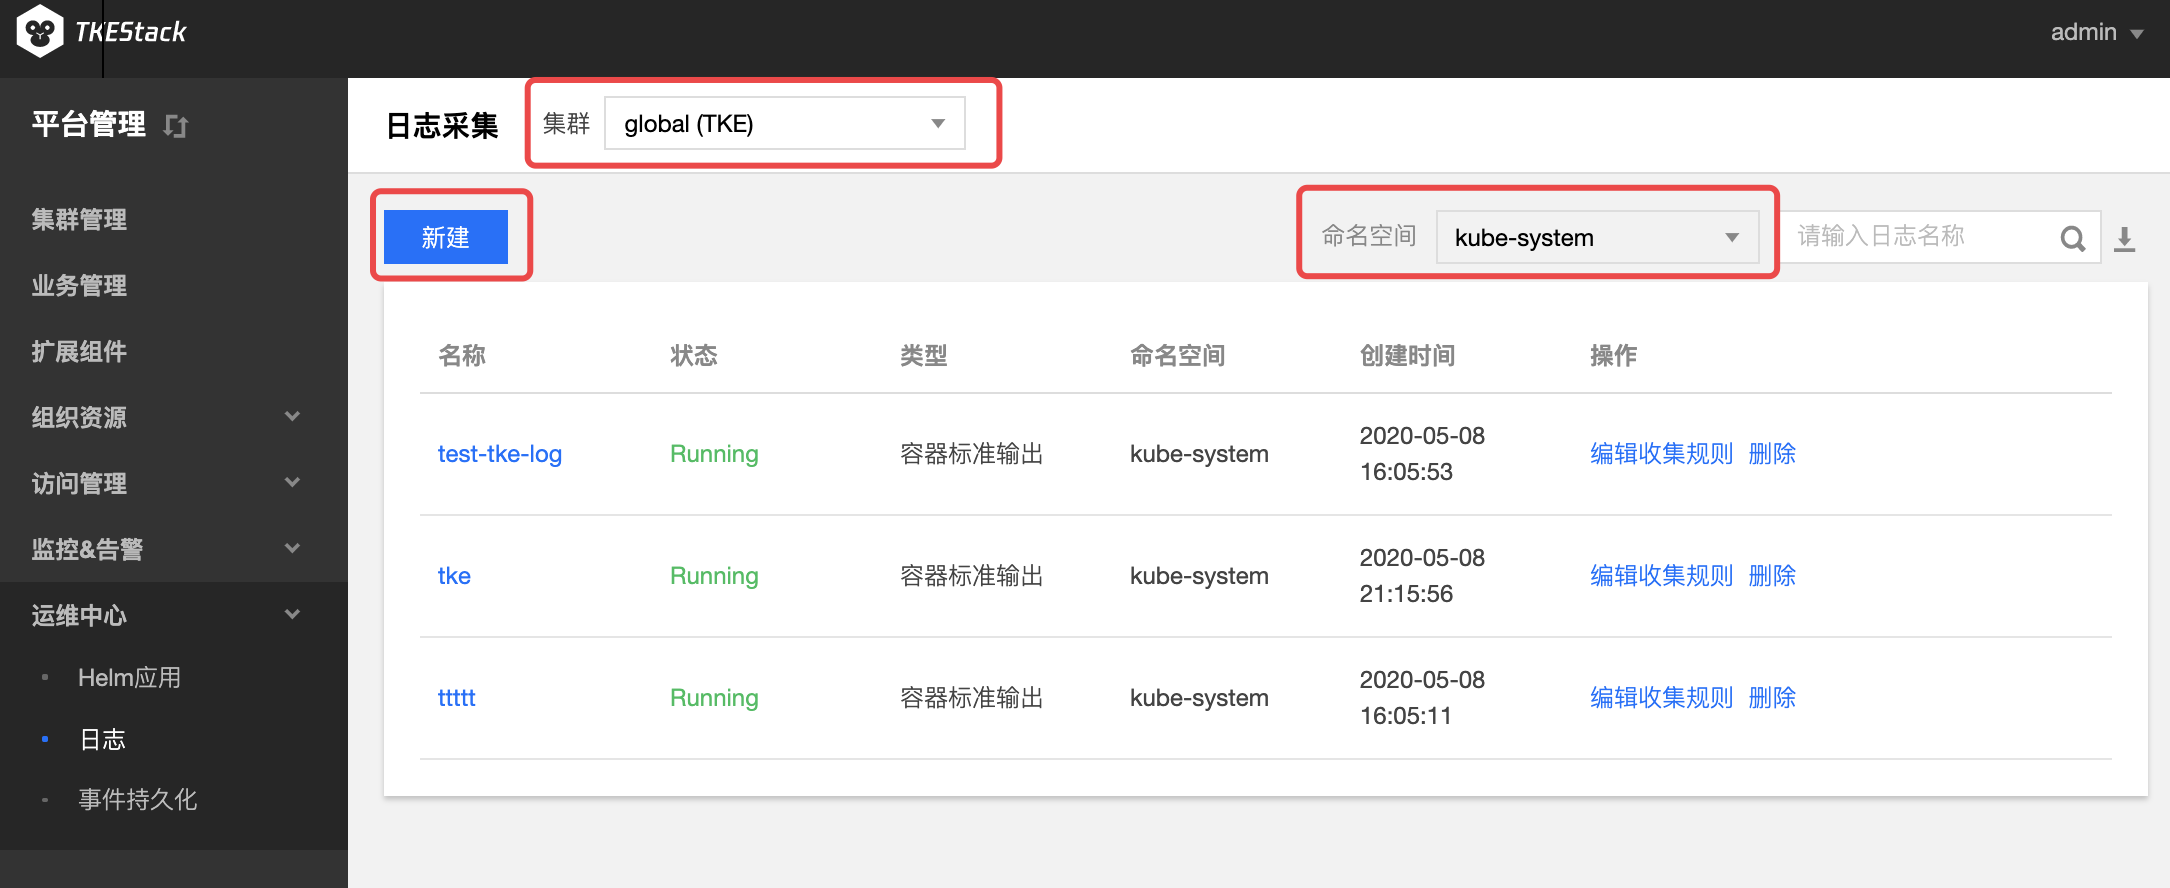 TKEStack
admin
平台管理
集群管理
业务管理
扩展组件
组织资源
访问管理
监控&告警
运维中心
Helm应用
日志
事件持久化
日志采集 集群 global (TKE)
新建 命名空间 kube-system 请输入日志名称
名称 状态 类型 命名空间 创建时间 操作
test-tke-log Running 容器标准输出 kube-system 2020-05-08 16:05:53 编辑收集规则 删除
tke Running 容器标准输出 kube-system 2020-05-08 21:15:56 编辑收集规则 删除
ttttt Running 容器标准输出 kube-system 2020-05-08 16:05:11 编辑收集规则 删除